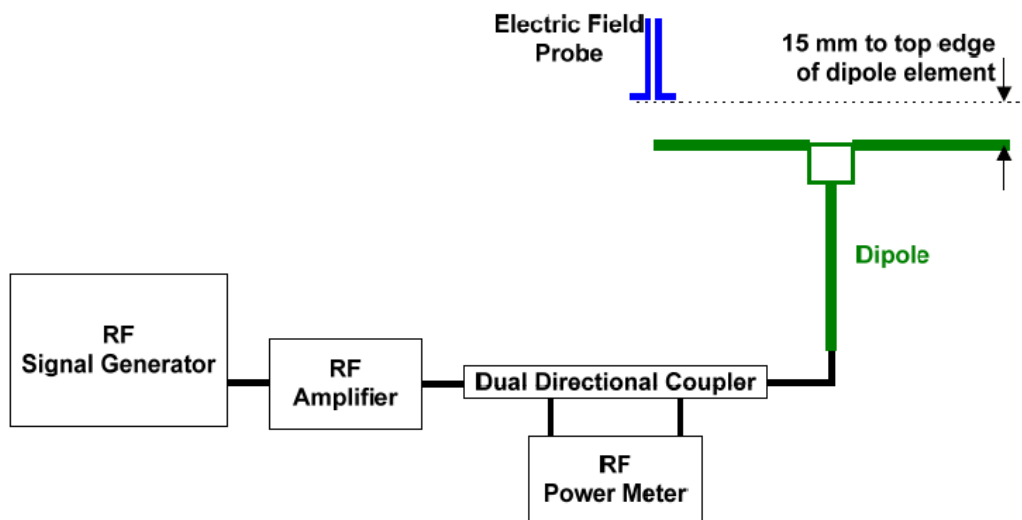 Electric Field
Probe
15 mm to top edge
of dipole element
Dipole
RF
Signal Generator
RF
Amplifier
Dual Directional Coupler
RF
Power Meter